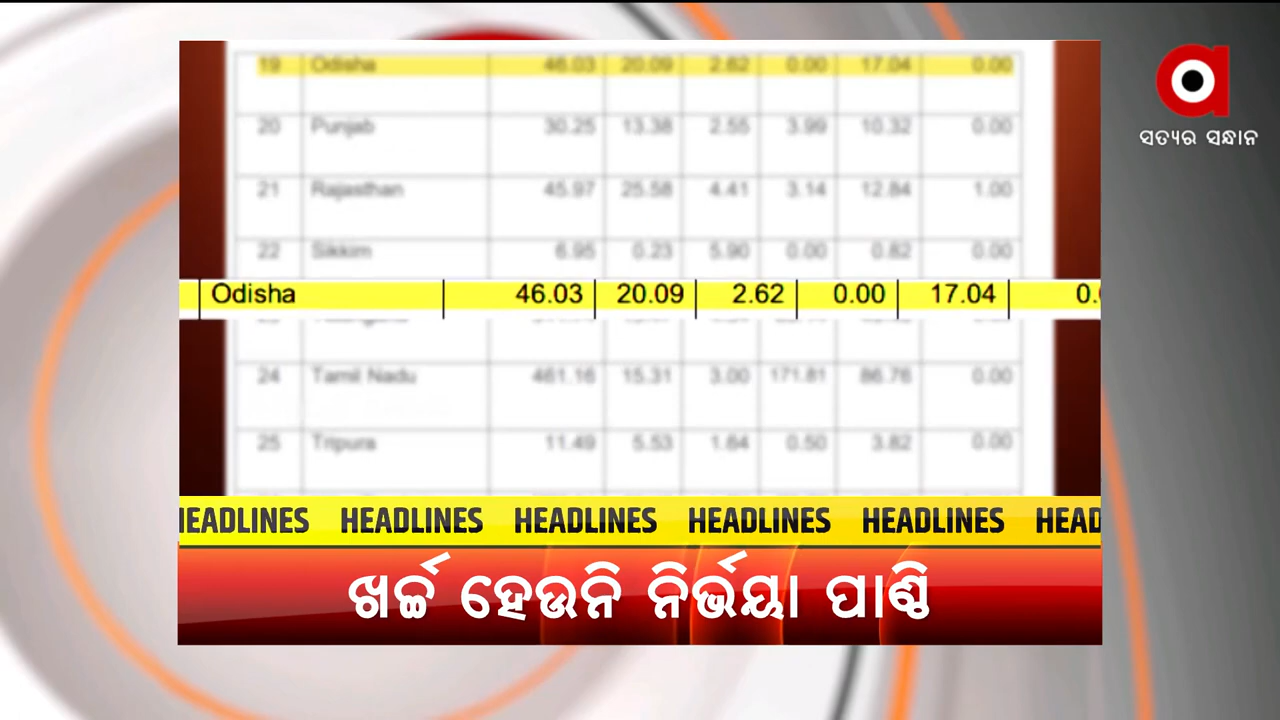 19 Odisha 46.03 20.09 2.62 0.00 17.04 0.00
ସତ୍ୟର ସନ୍ଧାନ
20 Punjab 30.25 13.38 2.55 3.99 10.32 0.00
21 Rajasthan 45.97 25.58 4.41 3.14 12.84 1.00
22 Sikkim 6.95 0.23 5.90 0.00 0.82 0.00
Odisha 46.03 20.09 2.62 0.00 17.04 0.
24 Tamil Nadu 461.16 15.31 3.00 171.81 86.76 0.00
25 Tripura 11.49 5.53 1.64 0.50 3.82 0.00
HEADLINES HEADLINES HEADLINES HEADLINES HEADLINES HEAD
ଖର୍ଚ୍ଚ ହେଉନି ନିର୍ଭୟା ପାଣ୍ଠି